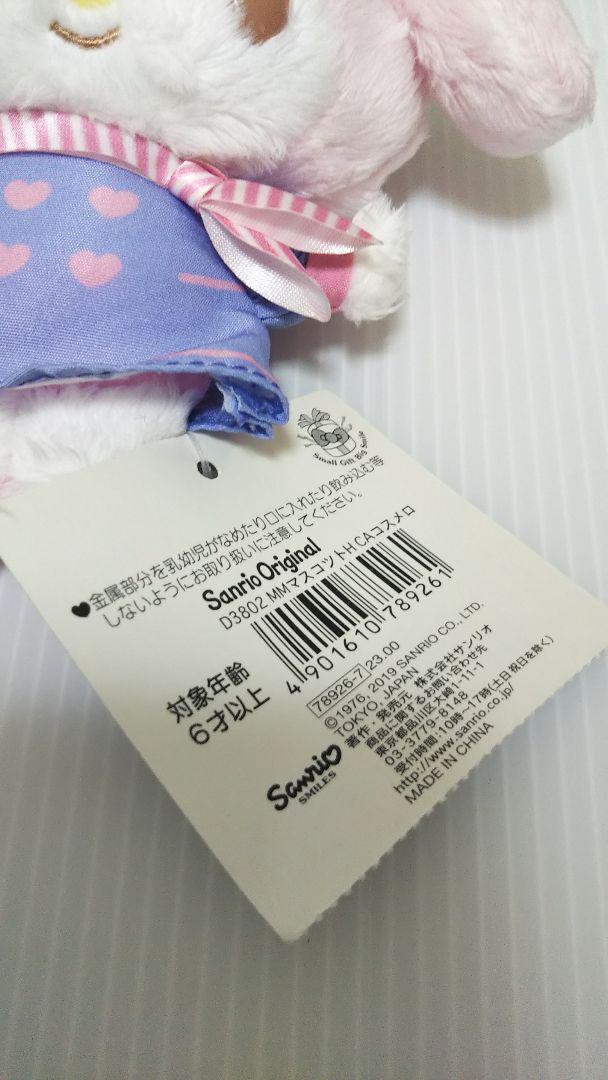 Small Gift Big Smile
♥金属部分を乳幼児がなめたり口に入れたり飲み込む等
しないようにお取り扱いに注意してください。
Sanrio Original
D3802 MMマスコットH CAコスメロ
4 901610 789261
対象年齢
6才以上
78926-7 23.00
©1976, 2019 SANRIO CO., LTD.
TOKYO, JAPAN
著作・発売元 株式会社サンリオ
商品に関するお問い合わせ先
東京都品川区大崎1-11-1
03-3779-8148
受付時間:10時〜17時(土日祝日を除く)
http://www.sanrio.co.jp/
MADE IN CHINA
Sanrio
SMILES